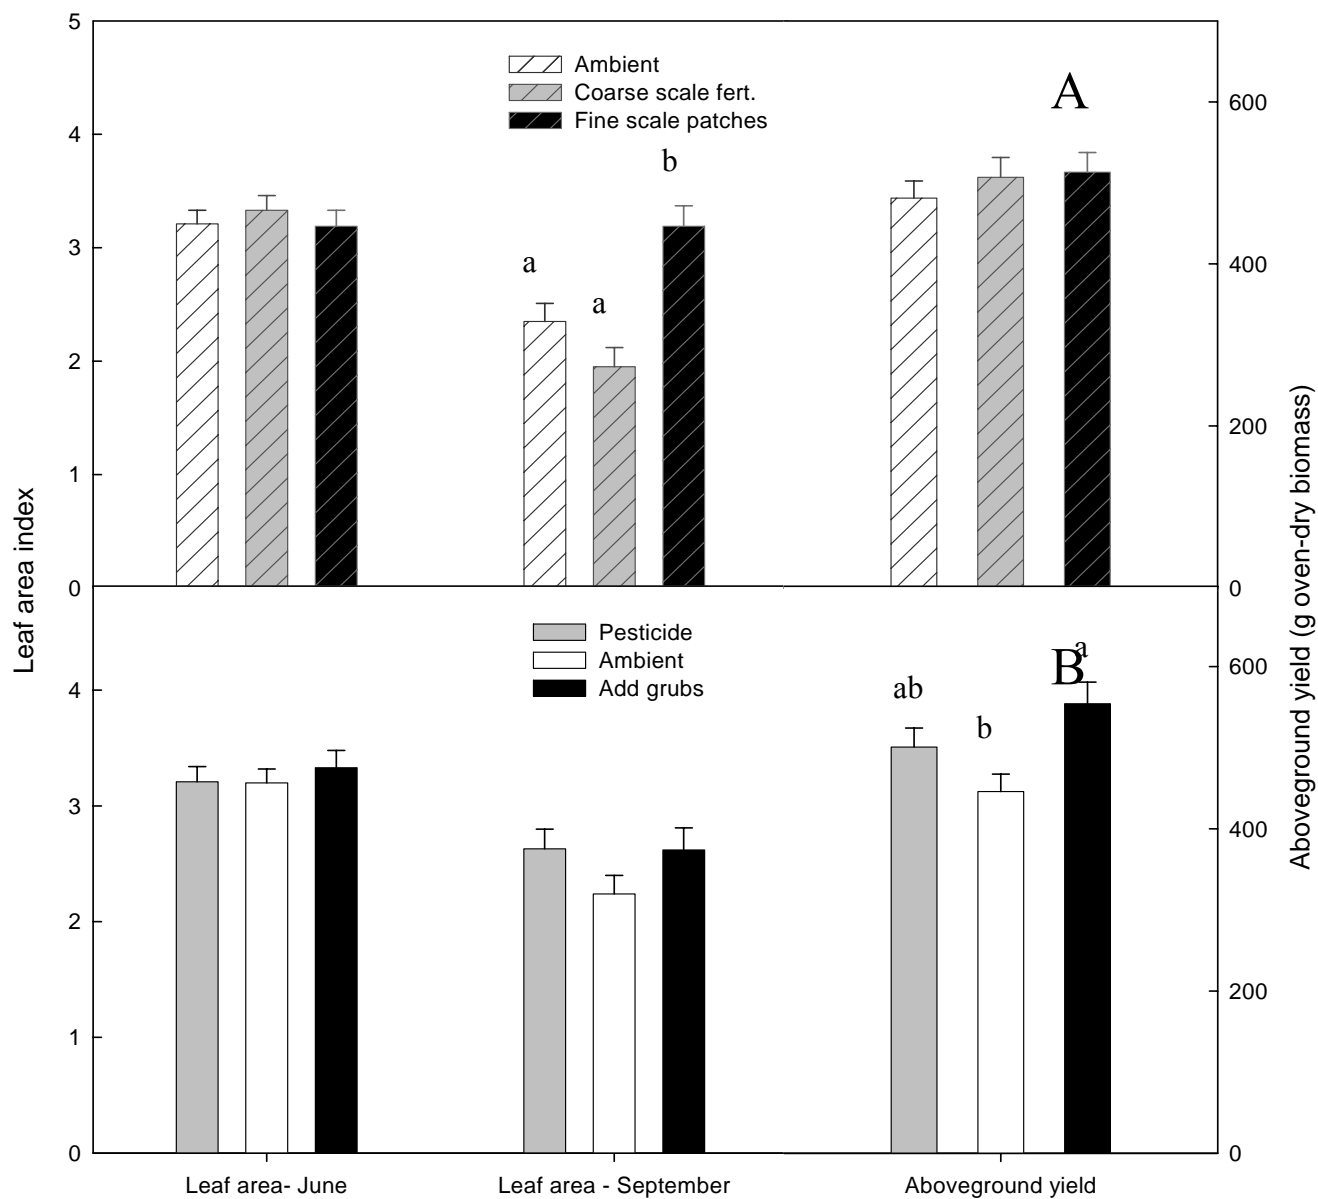 5
4
3
2
1
0
Leaf area index
Ambient
Coarse scale fert.
Fine scale patches
A
a
a
b
600
400
200
0
Aboveground yield (g oven-dry biomass)
Pesticide
Ambient
Add grubs
B
ab
b
a
4
3
2
1
0
600
400
200
0
Leaf area- June
Leaf area - September
Aboveground yield